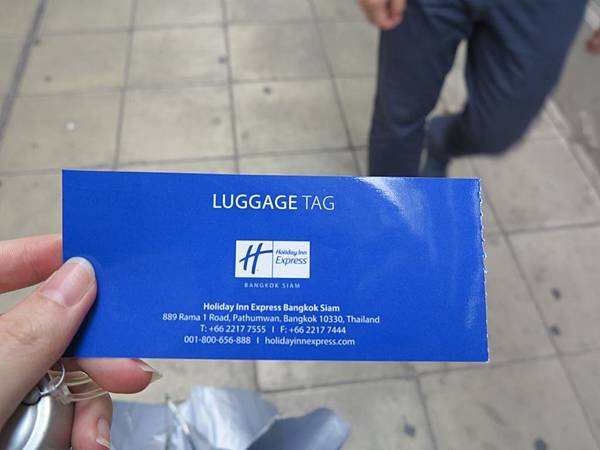 LUGGAGE TAG
H
Holiday Inn
Express
BANGKOK SIAM
Holiday Inn Express Bangkok Siam
889 Rama 1 Road, Pathumwan, Bangkok 10330, Thailand
T: +66 2217 7555 I F: +66 2217 7444
001-800-656-888 I holidayinnexpress.com